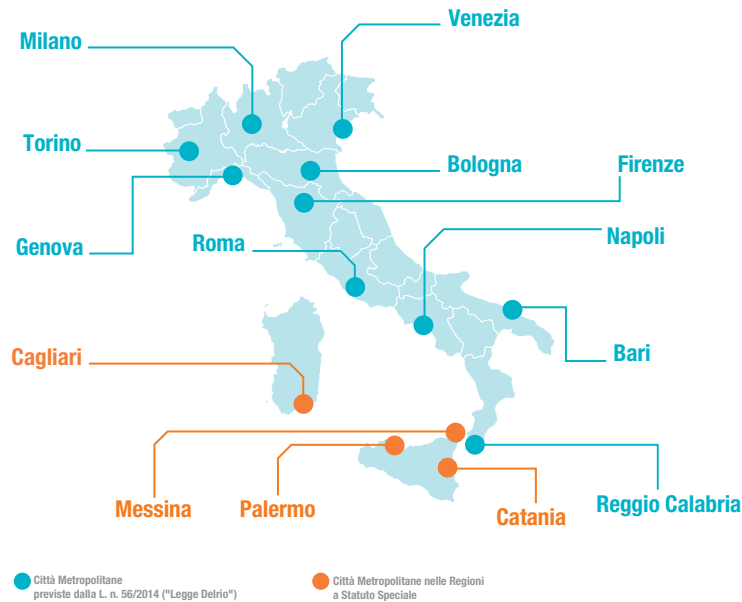 Venezia
Milano
Torino
Bologna
Firenze
Genova
Roma
Napoli
Cagliari
Bari
Messina
Palermo
Catania
Reggio Calabria
Città Metropolitane
previste dalla L. n. 56/2014 ("Legge Delrio")
Città Metropolitane nelle Regioni
a Statuto Speciale